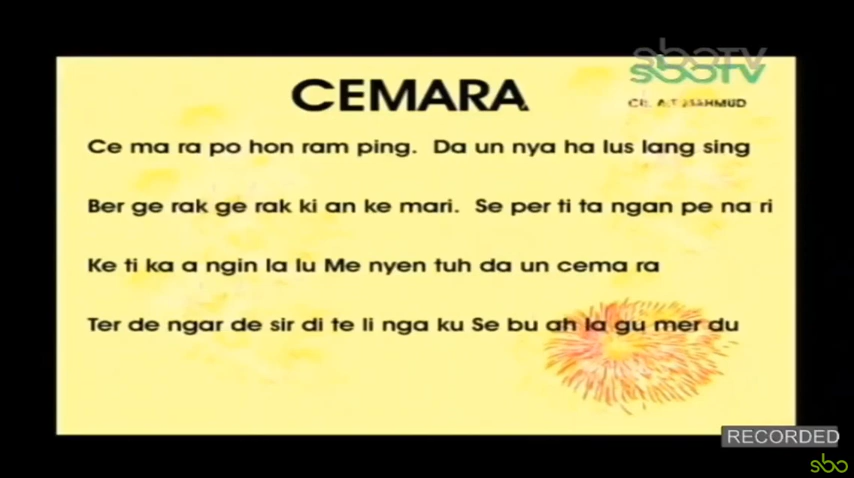 sboTV
CEMARA
CIL. A.T MAHMUD
Ce ma ra po hon ram ping. Da un nya ha lus lang sing
Ber ge rak ge rak ki an ke mari. Se per ti ta ngan pe na ri
Ke ti ka a ngin la lu Me nyen tuh da un cema ra
Ter de ngar de sir di te li nga ku Se bu ah la gu mer du
RECORDED
sbo